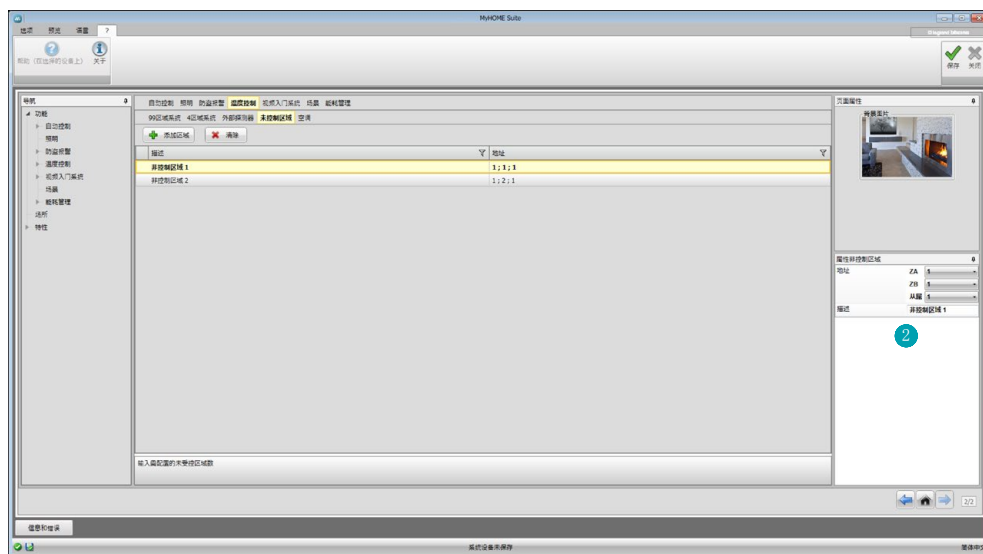 MyHOME Suite
选项 预览 语言 ?
帮助 (在选择的设备上) 关于
保存 关闭
导航
功能
自动控制
照明
防盗报警
温度控制
视频入门系统
场景
能耗管理
场所
特性
自动控制 照明 防盗报警 温度控制 视频入门系统 场景 能耗管理
99区域系统 4区域系统 外部探测器 未控制区域 空调
添加区域 清除
描述 地址
非控制区域 1 1 ; 1 ; 1
非控制区域 2 1 ; 2 ; 1
输入需配置的未受控区域数
页面属性
背景图片
属性非控制区域
地址 ZA 1
ZB 1
从属 1
描述 非控制区域 1
2
2/2
信息和错误
系统设备未保存 简体中文